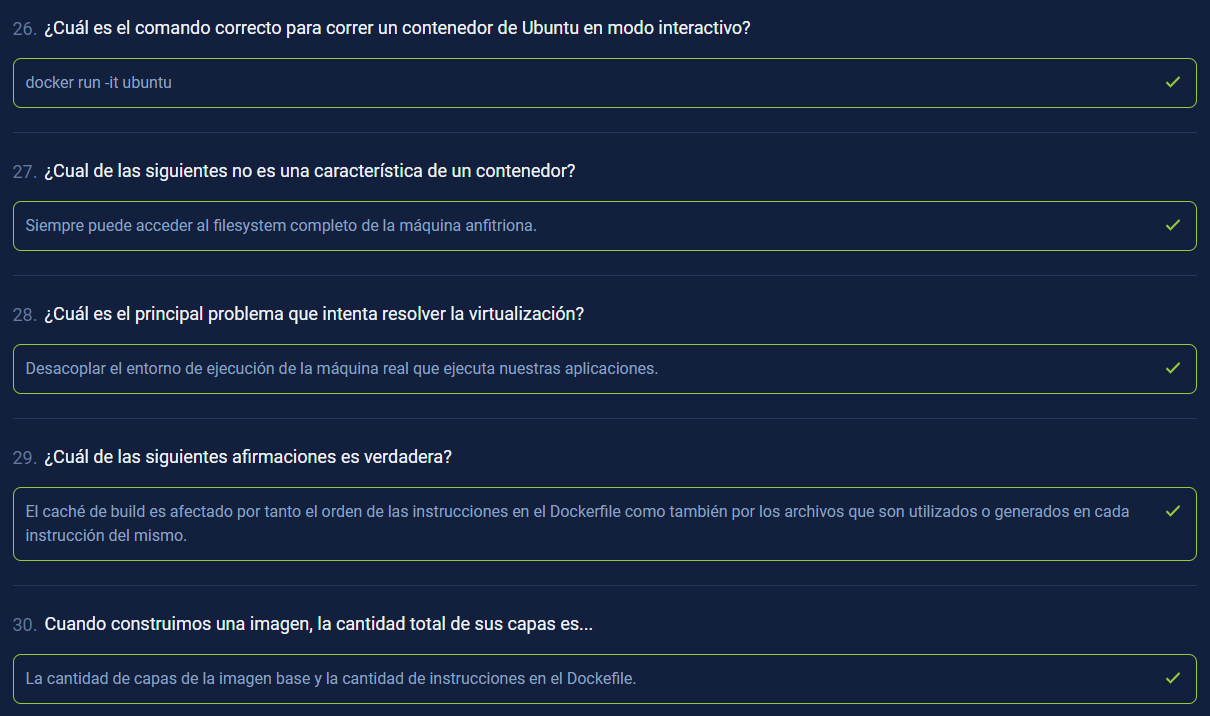 26. ¿Cuál es el comando correcto para correr un contenedor de Ubuntu en modo interactivo?
docker run -it ubuntu
27. ¿Cual de las siguientes no es una característica de un contenedor?
Siempre puede acceder al filesystem completo de la máquina anfitriona.
28. ¿Cuál es el principal problema que intenta resolver la virtualización?
Desacoplar el entorno de ejecución de la máquina real que ejecuta nuestras aplicaciones.
29. ¿Cuál de las siguientes afirmaciones es verdadera?
El caché de build es afectado por tanto el orden de las instrucciones en el Dockerfile como también por los archivos que son utilizados o generados en cada
instrucción del mismo.
30. Cuando construimos una imagen, la cantidad total de sus capas es...
La cantidad de capas de la imagen base y la cantidad de instrucciones en el Dockefile.